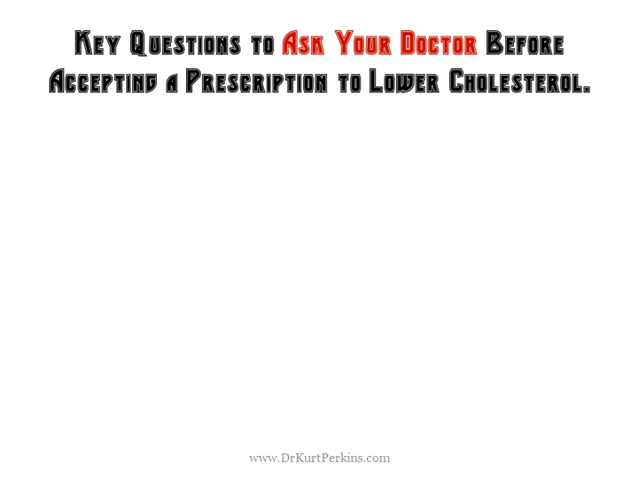 Key Questions to Ask Your Doctor Before
Accepting a Prescription to Lower Cholesterol.
www.DrKurtPerkins.com